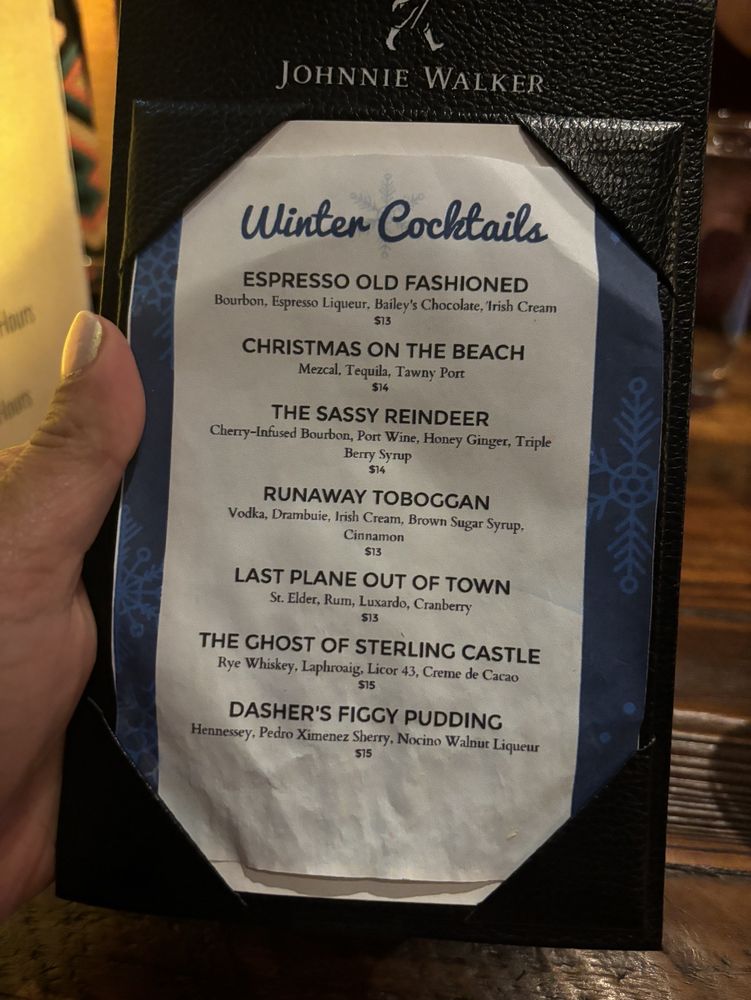 JOHNNIE WALKER
Winter Cocktails
ESPRESSO OLD FASHIONED
Bourbon, Espresso Liqueur, Bailey's Chocolate, Irish Cream
$13
CHRISTMAS ON THE BEACH
Mezcal, Tequila, Tawny Port
$14
THE SASSY REINDEER
Cherry-Infused Bourbon, Port Wine, Honey Ginger, Triple
Berry Syrup
$14
RUNAWAY TOBOGGAN
Vodka, Drambuie, Irish Cream, Brown Sugar Syrup,
Cinnamon
$13
LAST PLANE OUT OF TOWN
St. Elder, Rum, Luxardo, Cranberry
$13
THE GHOST OF STERLING CASTLE
Rye Whiskey, Laphroaig, Licor 43, Creme de Cacao
$15
DASHER'S FIGGY PUDDING
Hennessey, Pedro Ximenez Sherry, Nocino Walnut Liqueur
$15
Hours
Hours